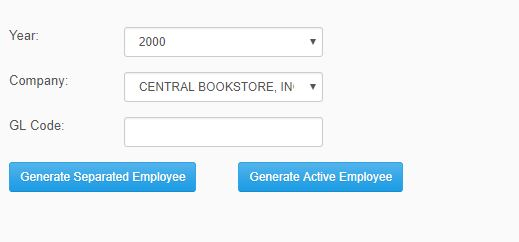 Year:
2000
Company:
CENTRAL BOOKSTORE, IN
GL Code:
Generate Separated Employee
Generate Active Employee